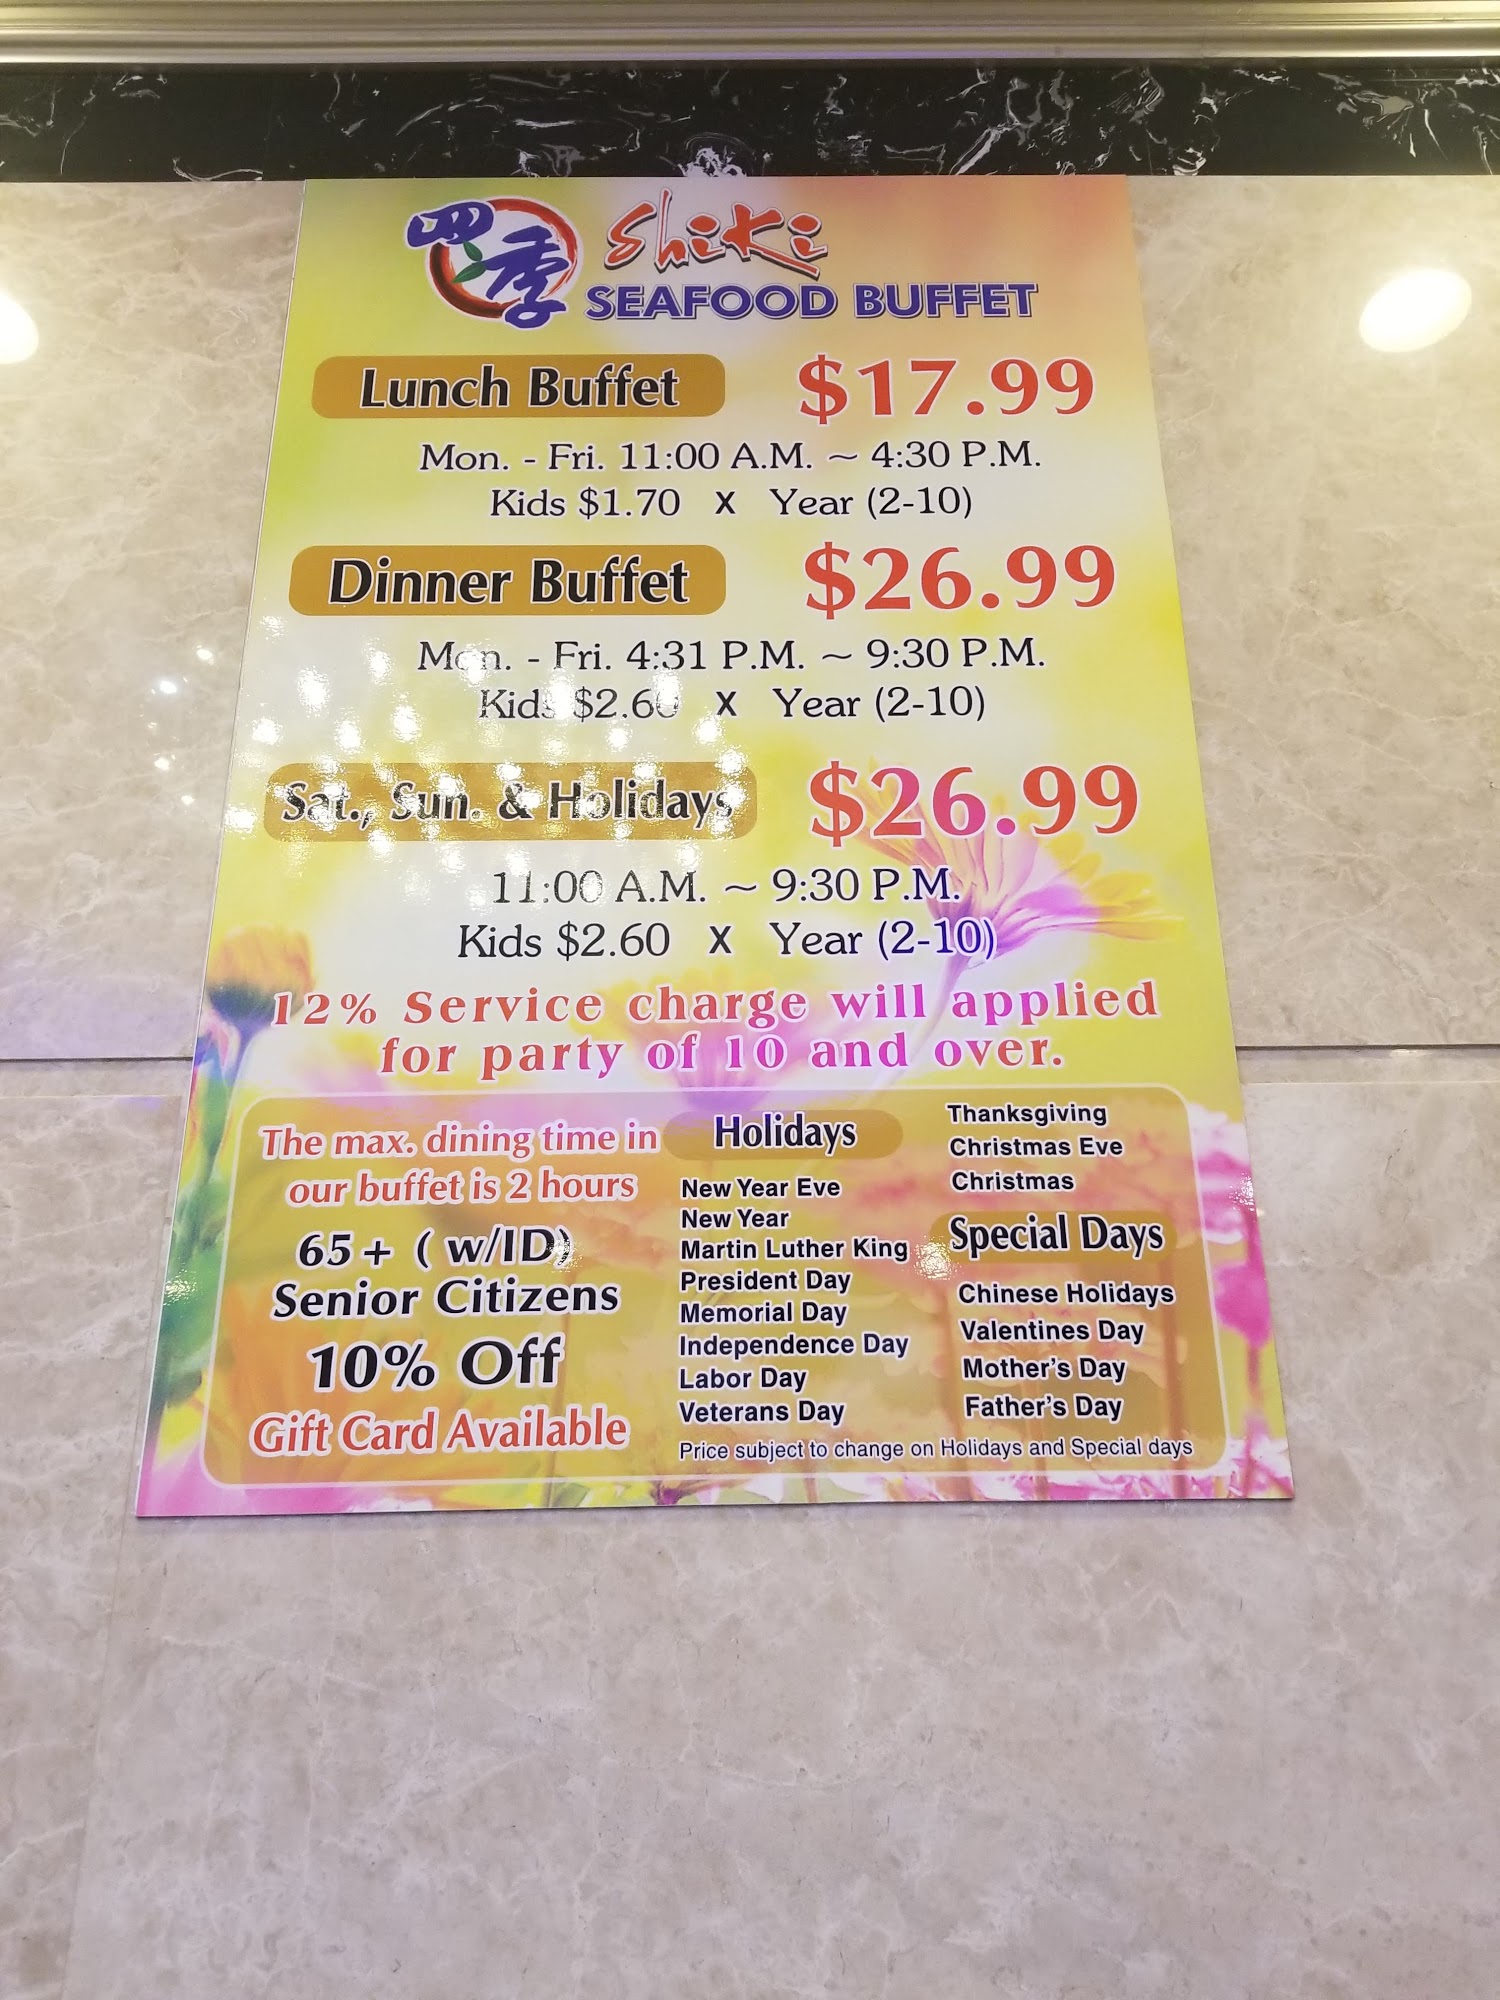 四季
Shiki
SEAFOOD BUFFET
Lunch Buffet $17.99
Mon. - Fri. 11:00 A.M. ~ 4:30 P.M.
Kids $1.70 X Year (2-10)
Dinner Buffet $26.99
Mon. - Fri. 4:31 P.M. ~ 9:30 P.M.
Kids $2.60 X Year (2-10)
Sat., Sun. & Holidays $26.99
11:00 A.M. ~ 9:30 P.M.
Kids $2.60 X Year (2-10)
12% Service charge will applied
for party of 10 and over.
The max. dining time in
our buffet is 2 hours
65+ ( w/ID)
Senior Citizens
10% Off
Gift Card Available
Holidays
New Year Eve
New Year
Martin Luther King
President Day
Memorial Day
Independence Day
Labor Day
Veterans Day
Thanksgiving
Christmas Eve
Christmas
Special Days
Chinese Holidays
Valentines Day
Mother's Day
Father's Day
Price subject to change on Holidays and Special days